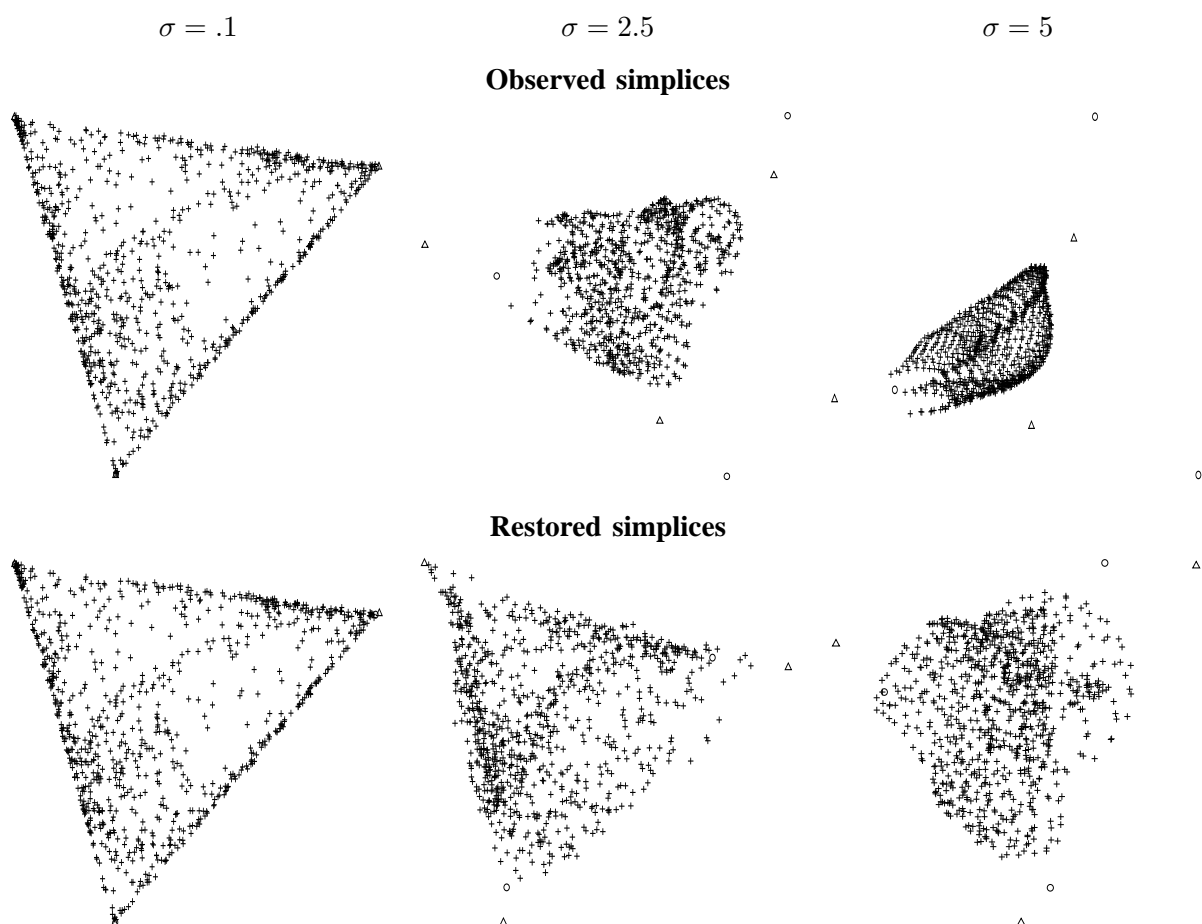 σ = .1 σ = 2.5 σ = 5
Observed simplices
Restored simplices